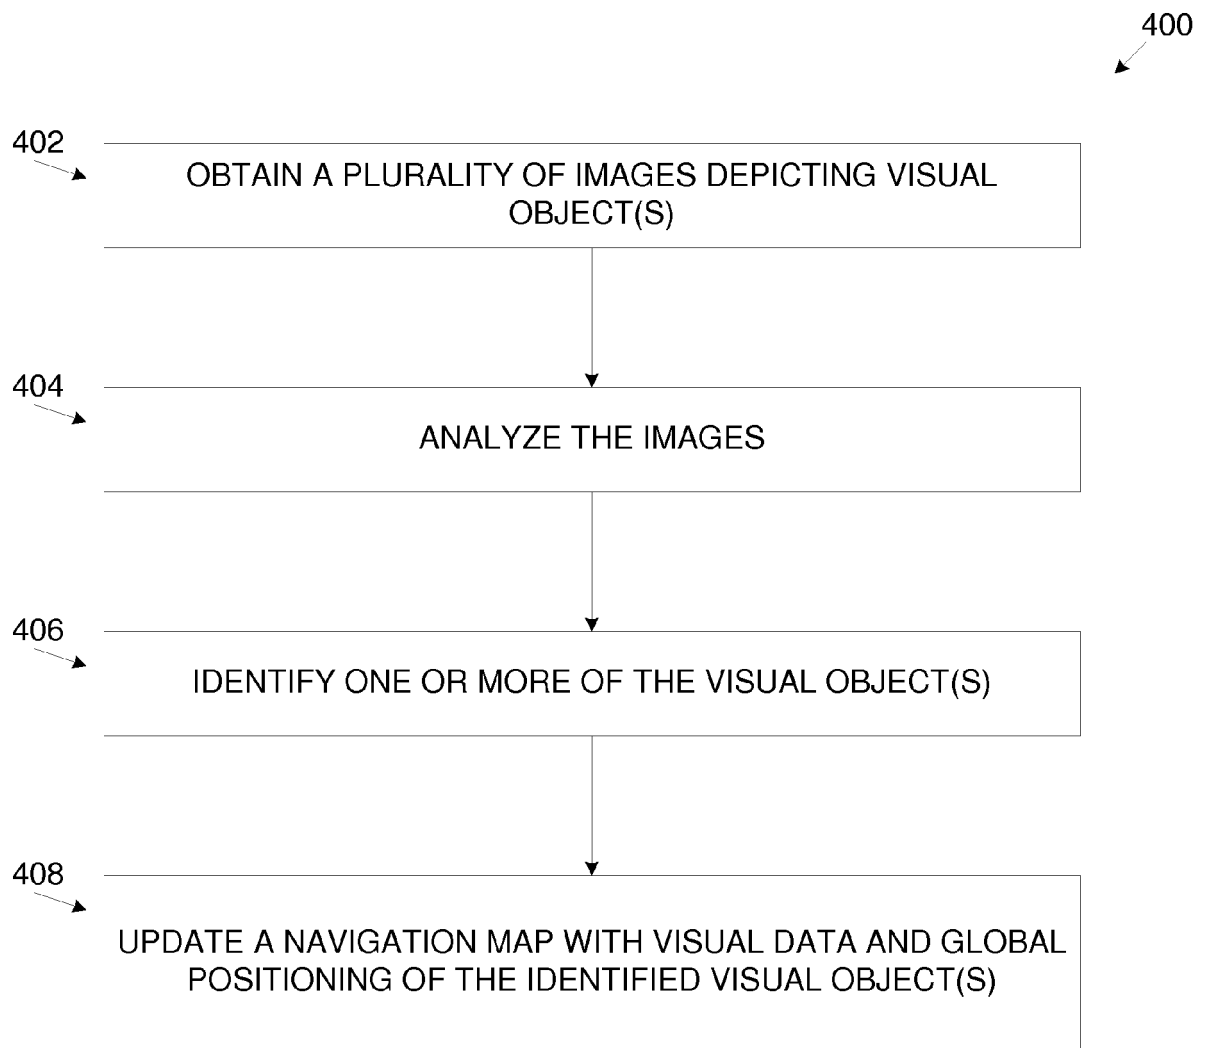 400
402
OBTAIN A PLURALITY OF IMAGES DEPICTING VISUAL
OBJECT(S)
404
ANALYZE THE IMAGES
406
IDENTIFY ONE OR MORE OF THE VISUAL OBJECT(S)
408
UPDATE A NAVIGATION MAP WITH VISUAL DATA AND GLOBAL
POSITIONING OF THE IDENTIFIED VISUAL OBJECT(S)